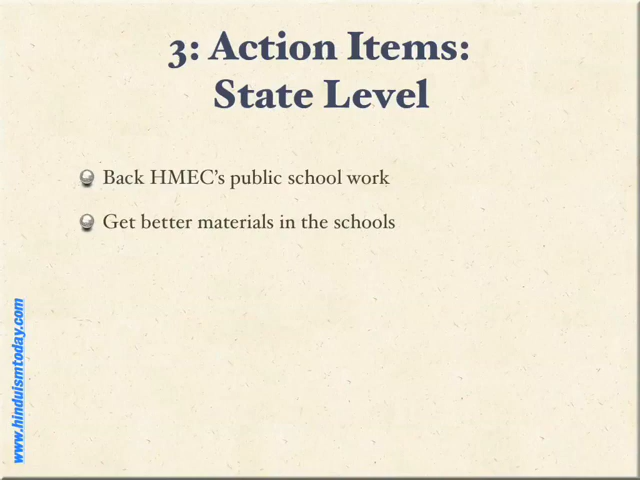 3: Action Items:
State Level
Back HMEC's public school work
Get better materials in the schools
www.hinduismtoday.com